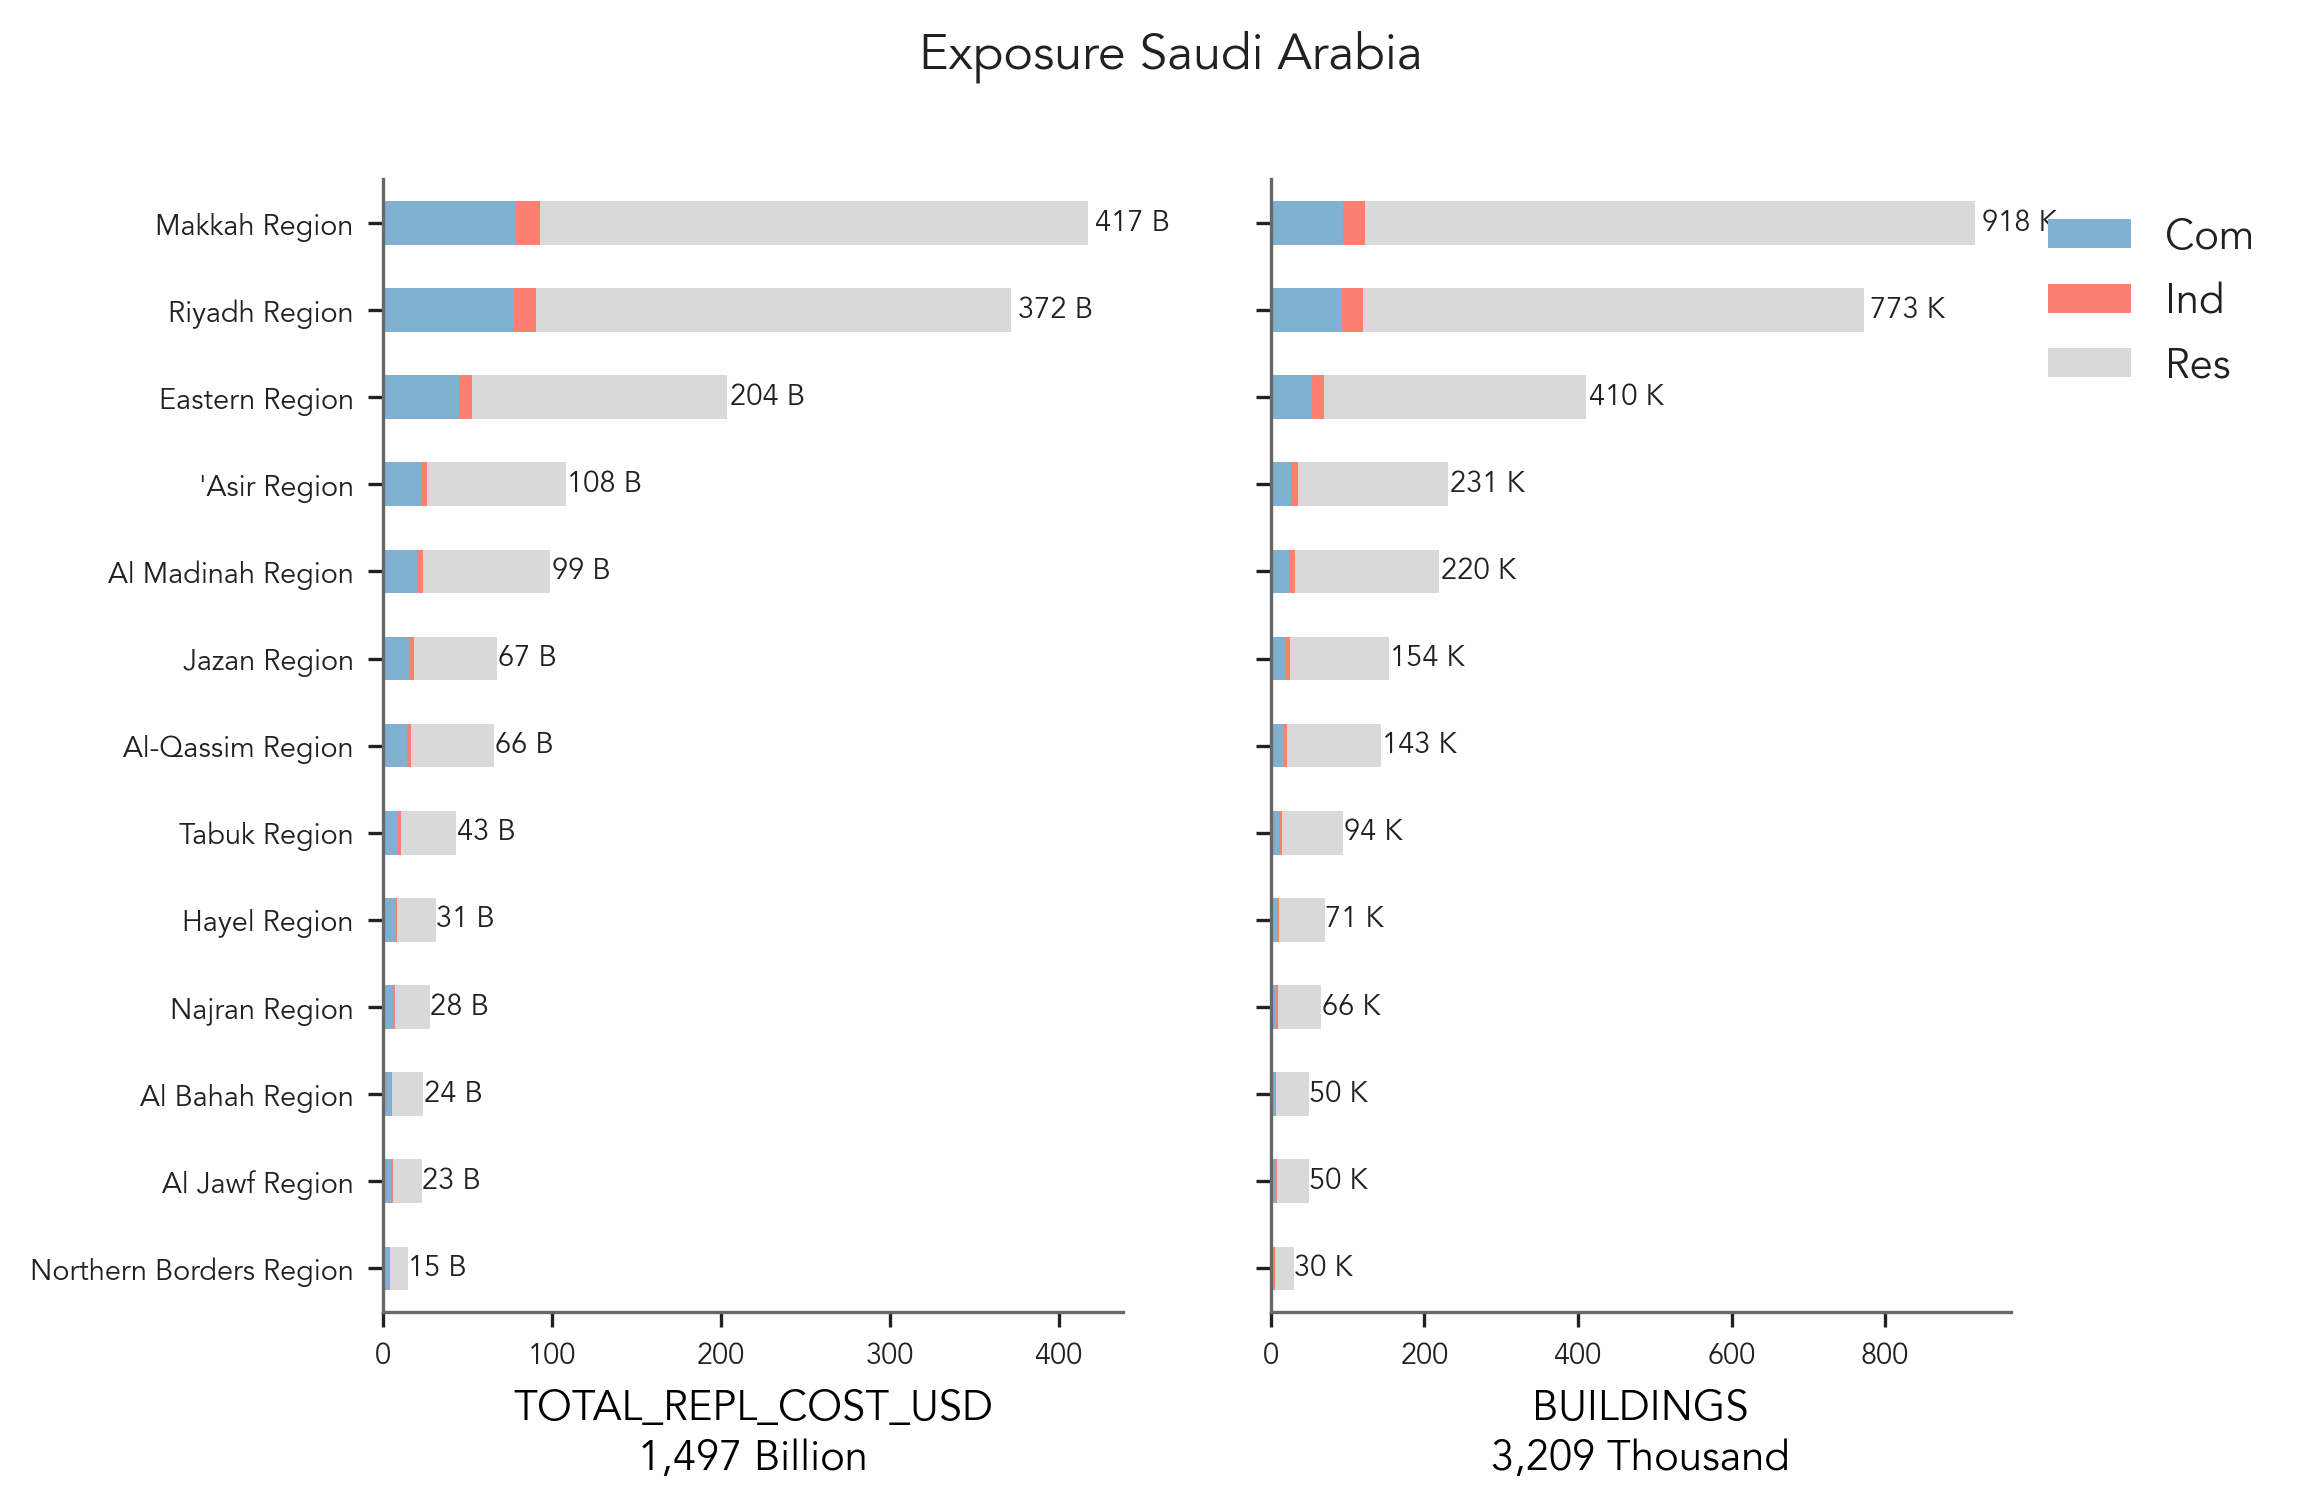 Exposure Saudi Arabia
Makkah Region
417 B
918 K
Riyadh Region
372 B
773 K
Eastern Region
204 B
410 K
'Asir Region
108 B
231 K
Al Madinah Region
99 B
220 K
Jazan Region
67 B
154 K
Al-Qassim Region
66 B
143 K
Tabuk Region
43 B
94 K
Hayel Region
31 B
71 K
Najran Region
28 B
66 K
Al Bahah Region
24 B
50 K
Al Jawf Region
23 B
50 K
Northern Borders Region
15 B
30 K
0 100 200 300 400
TOTAL_REPL_COST_USD
1,497 Billion
0 200 400 600 800
BUILDINGS
3,209 Thousand
Com
Ind
Res